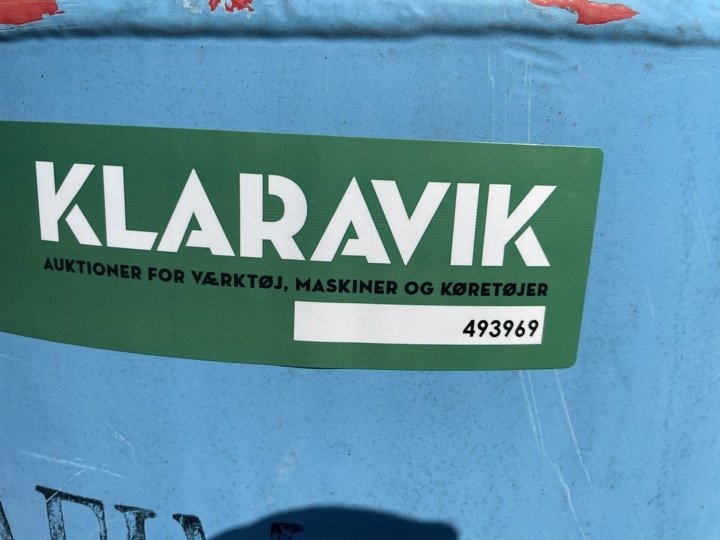 KLARAVIK
AUKTIONER FOR VÆRKTØJ, MASKINER OG KØRETØJER
493969